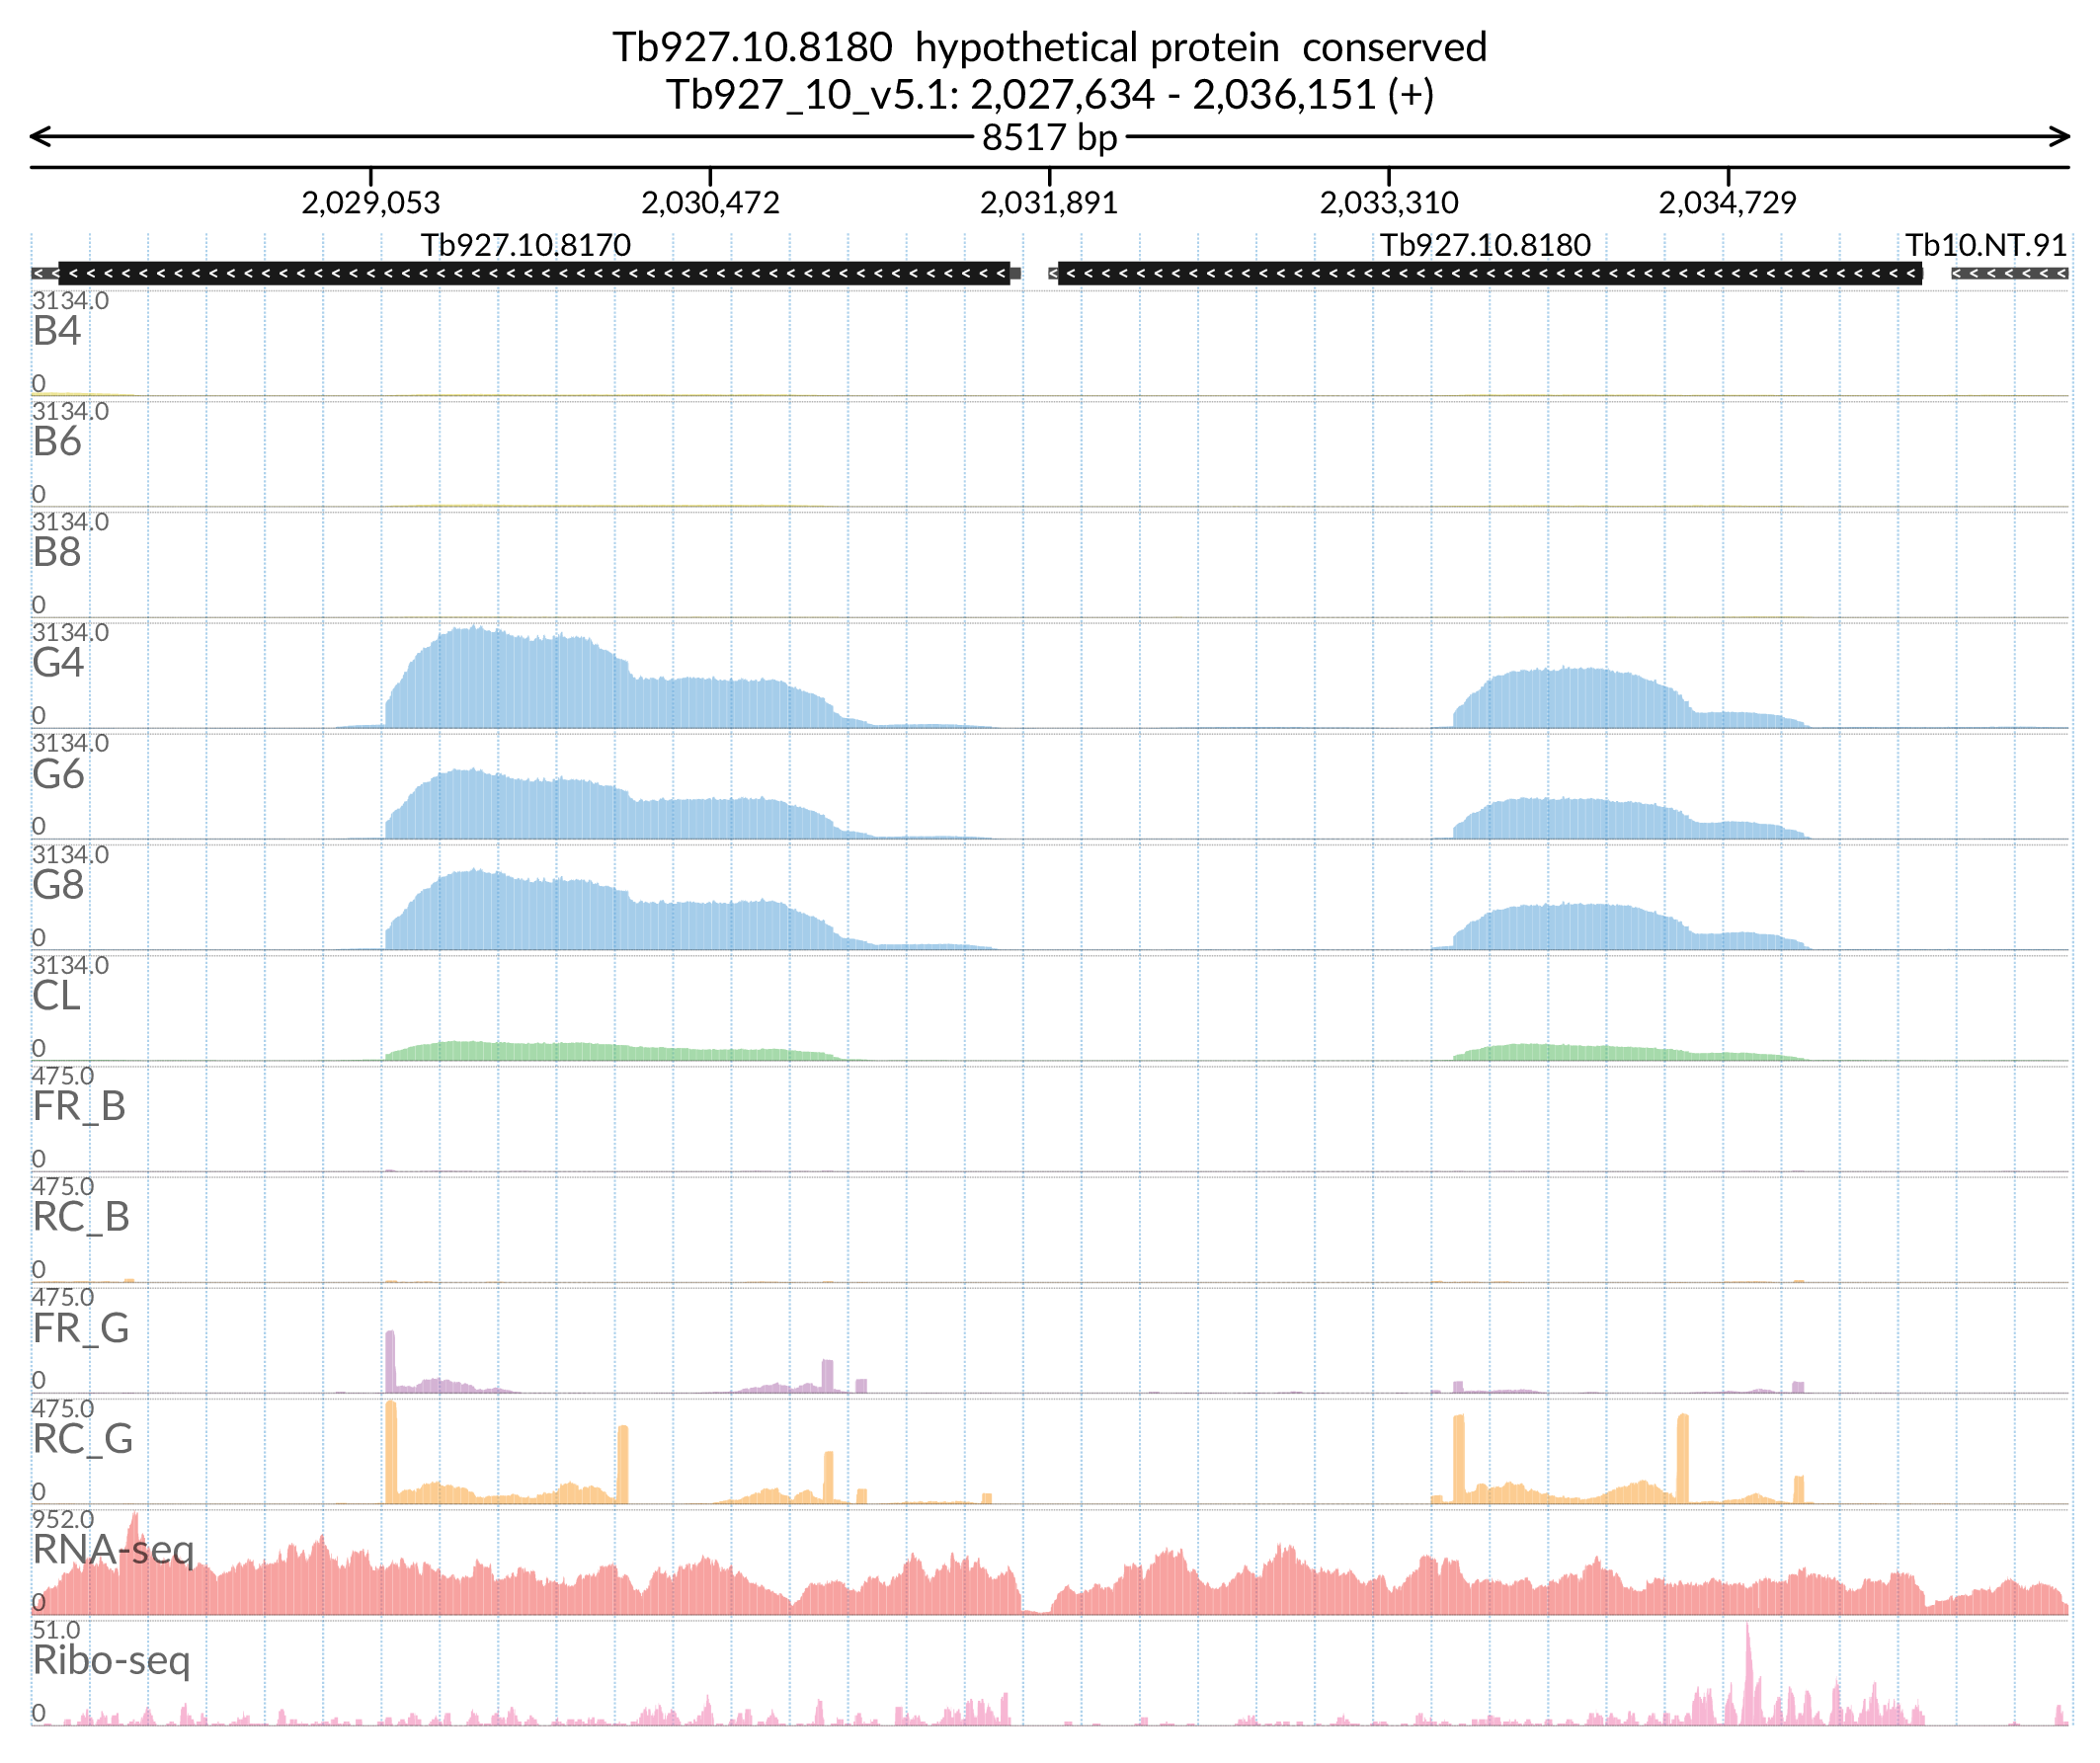 Tb927.10.8180 hypothetical protein conserved
Tb927_10_v5.1: 2,027,634 - 2,036,151 (+)
8517 bp
2,029,053 2,030,472 2,031,891 2,033,310 2,034,729
Tb927.10.8170 Tb927.10.8180 Tb10.NT.91
3134.0
B4
0
3134.0
B6
0
3134.0
B8
0
3134.0
G4
0
3134.0
G6
0
3134.0
G8
0
3134.0
CL
0
475.0
FR_B
0
475.0
RC_B
0
475.0
FR_G
0
475.0
RC_G
0
952.0
RNA-seq
0
51.0
Ribo-seq
0